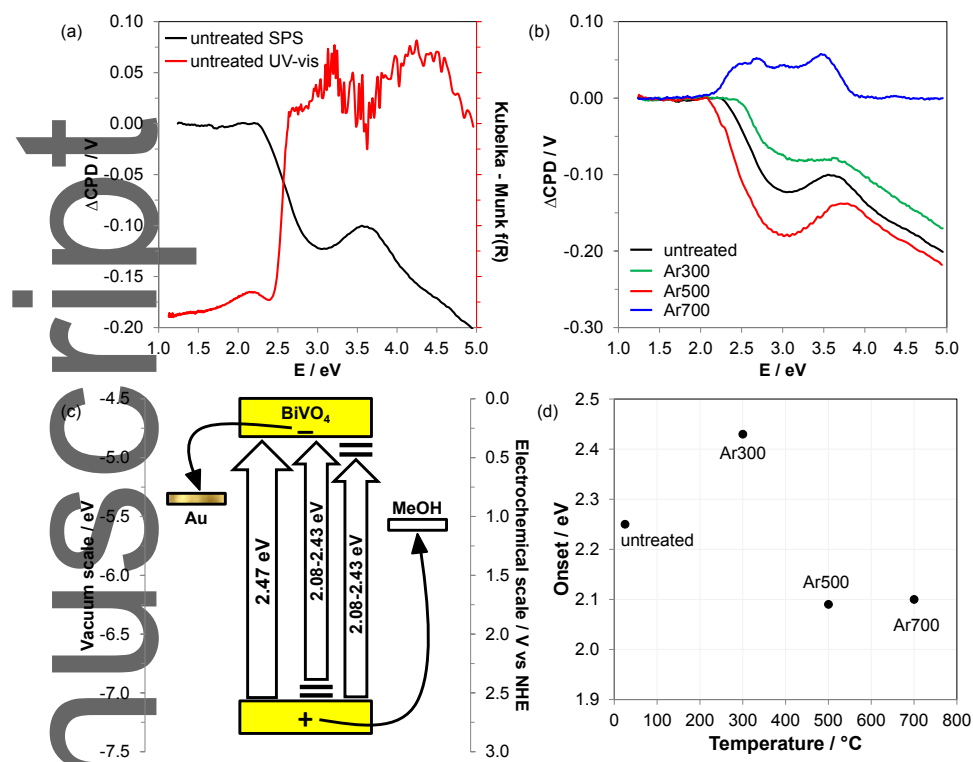 (a)
untreated SPS
untreated UV-vis
0.10
0.05
0.00
-0.05
-0.10
-0.15
-0.20
ΔCPD / V
Kubelka - Munk f(R)
1.0 1.5 2.0 2.5 3.0 3.5 4.0 4.5 5.0
E / eV
(b)
0.10
0.00
-0.10
-0.20
-0.30
ΔCPD / V
untreated
Ar300
Ar500
Ar700
1.0 1.5 2.0 2.5 3.0 3.5 4.0 4.5 5.0
E / eV
(c)
-4.5
-5.0
-5.5
-6.0
-6.5
-7.0
-7.5
Vacuum scale / eV
BiVO4
−
Au
MeOH
2.47 eV
2.08-2.43 eV
2.08-2.43 eV
+
0.0
0.5
1.0
1.5
2.0
2.5
3.0
Electrochemical scale / V vs NHE
(d)
2.5
2.4
2.3
2.2
2.1
2.0
1.9
Onset / eV
Ar300
untreated
Ar500
Ar700
0 100 200 300 400 500 600 700 800
Temperature / °C
nuscript